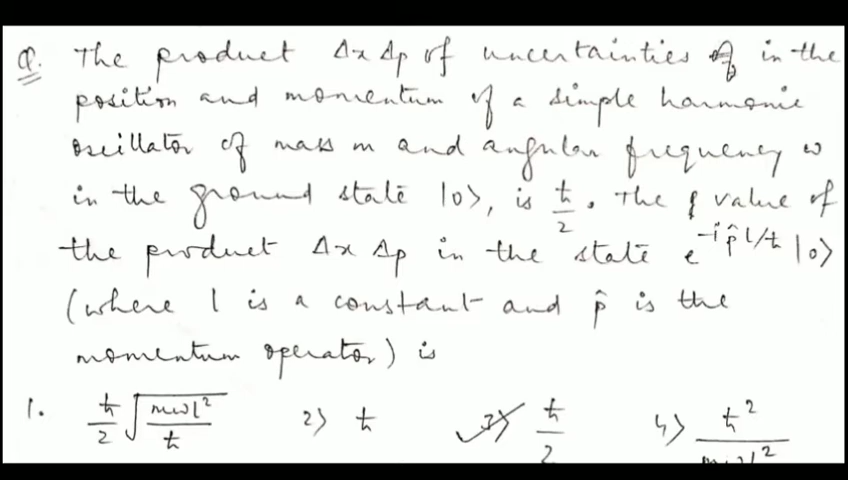 Q. The product Δx Δp of uncertainties in the
position and momentum of a simple harmonic
oscillator of mass m and angular frequency ω
in the ground state |0>, is ħ/2. The value of
the product Δx Δp in the state e^{-i p̂ l/ħ} |0>
(where l is a constant and p̂ is the
momentum operator) is
1. ħ/2 √(mωl²/ħ) 2) ħ 3) ħ/2 4) ħ²/mωl²